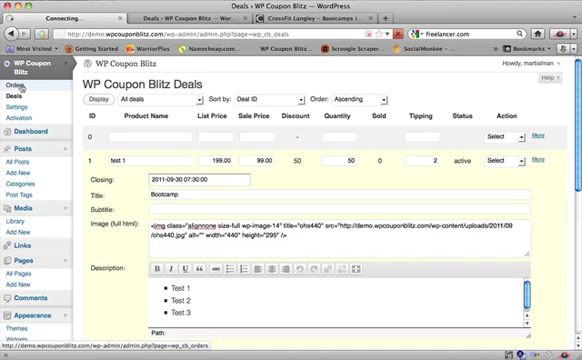 Deals ‹ WP Coupon Blitz — WordPress
Connecting...
Deals ‹ WP Coupon Blitz — WordP...
CrossFit Langley - Bootcamps i...
http://demo.wpcouponblitz.com/wp-admin/admin.php?page=wp_cb_deals
freelancer.com
Most Visited
Getting Started
WarriorPlus
Namecheap.com
Scroogle Scraper...
SocialMonkee -
Bookmarks
WP Coupon Blitz
Howdy, martialman
Orders
Deals
Settings
Activation
Dashboard
Posts
All Posts
Add New
Categories
Post Tags
Media
Library
Add New
Links
Pages
All Pages
Add New
Comments
Appearance
Themes
Widgets
Help
WP Coupon Blitz Deals
Display
All deals
Sort by:
Deal ID
Order:
Ascending
ID Product Name List Price Sale Price Discount Quantity Sold Tipping Status Action
0 - Select More
1 test 1 199.00 99.00 50 50 0 2 active Select More
Closing: 2011-09-30 07:30:00
Title: Bootcamp
Subtitle:
Image (full html): <img class="alignnone size-full wp-image-14" title="ohs440" src="http://demo.wpcouponblitz.com/wp-content/uploads/2011/09
/ohs440.jpg" alt="" width="440" height="295" />
Description:
B I U ABC
Test 1
Test 2
Test 3
Path:
http://demo.wpcouponblitz.com/wp-admin/admin.php?page=wp_cb_orders